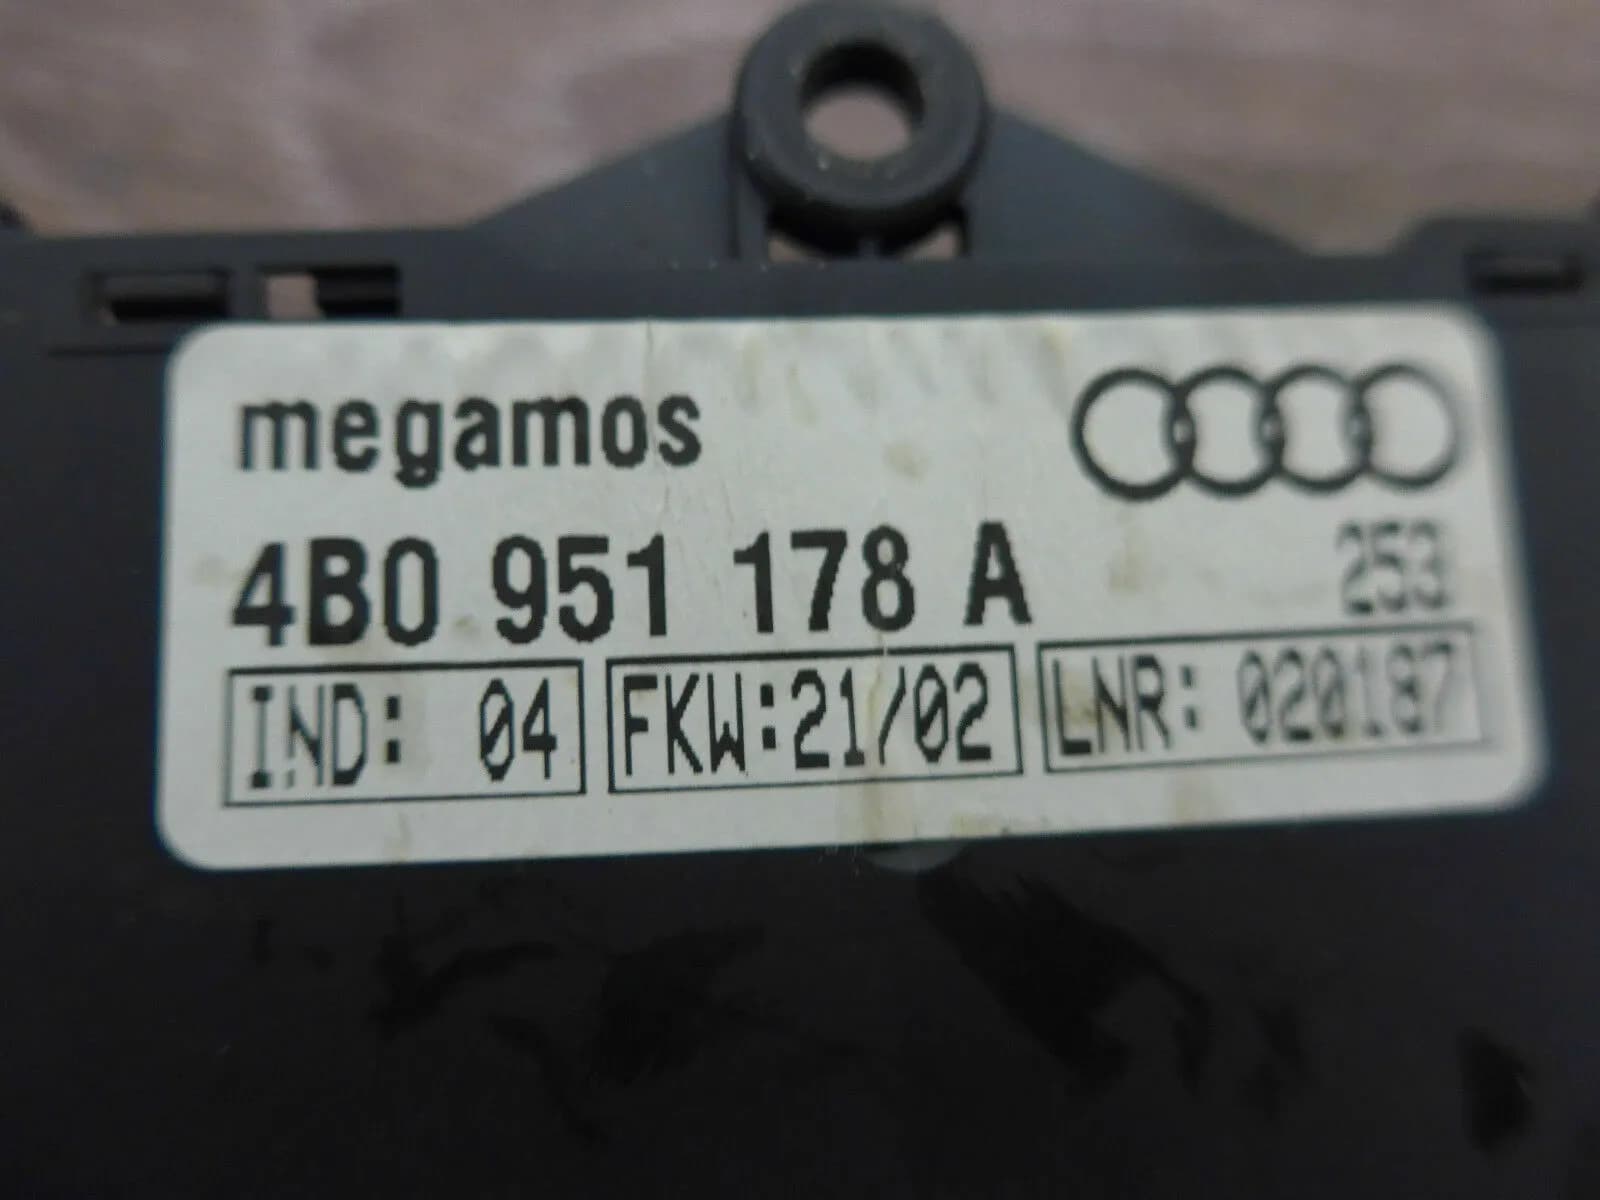 megamos
4B0 951 178 A
253
IND: 04 FKW:21/02 LNR: 020187